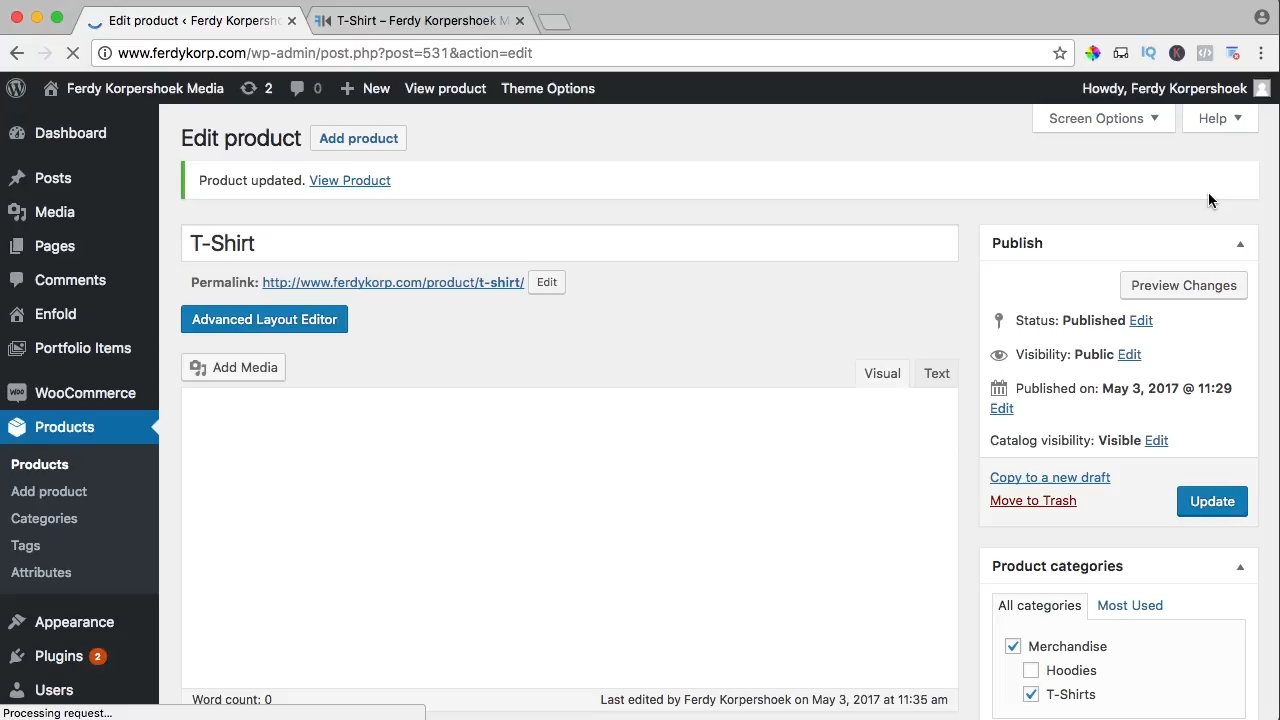 Edit product ‹ Ferdy Korpersh
T-Shirt – Ferdy Korpershoek M
www.ferdykorp.com/wp-admin/post.php?post=531&action=edit
Ferdy Korpershoek Media
2
0
New
View product
Theme Options
Howdy, Ferdy Korpershoek
Screen Options
Help
Dashboard
Posts
Media
Pages
Comments
Enfold
Portfolio Items
WooCommerce
Products
Products
Add product
Categories
Tags
Attributes
Appearance
Plugins 2
Users
Processing request...
Edit product
Add product
Product updated. View Product
T-Shirt
Permalink: http://www.ferdykorp.com/product/t-shirt/ Edit
Advanced Layout Editor
Add Media
Visual
Text
Word count: 0
Last edited by Ferdy Korpershoek on May 3, 2017 at 11:35 am
Publish
Preview Changes
Status: Published Edit
Visibility: Public Edit
Published on: May 3, 2017 @ 11:29
Edit
Catalog visibility: Visible Edit
Copy to a new draft
Move to Trash
Update
Product categories
All categories
Most Used
Merchandise
Hoodies
T-Shirts